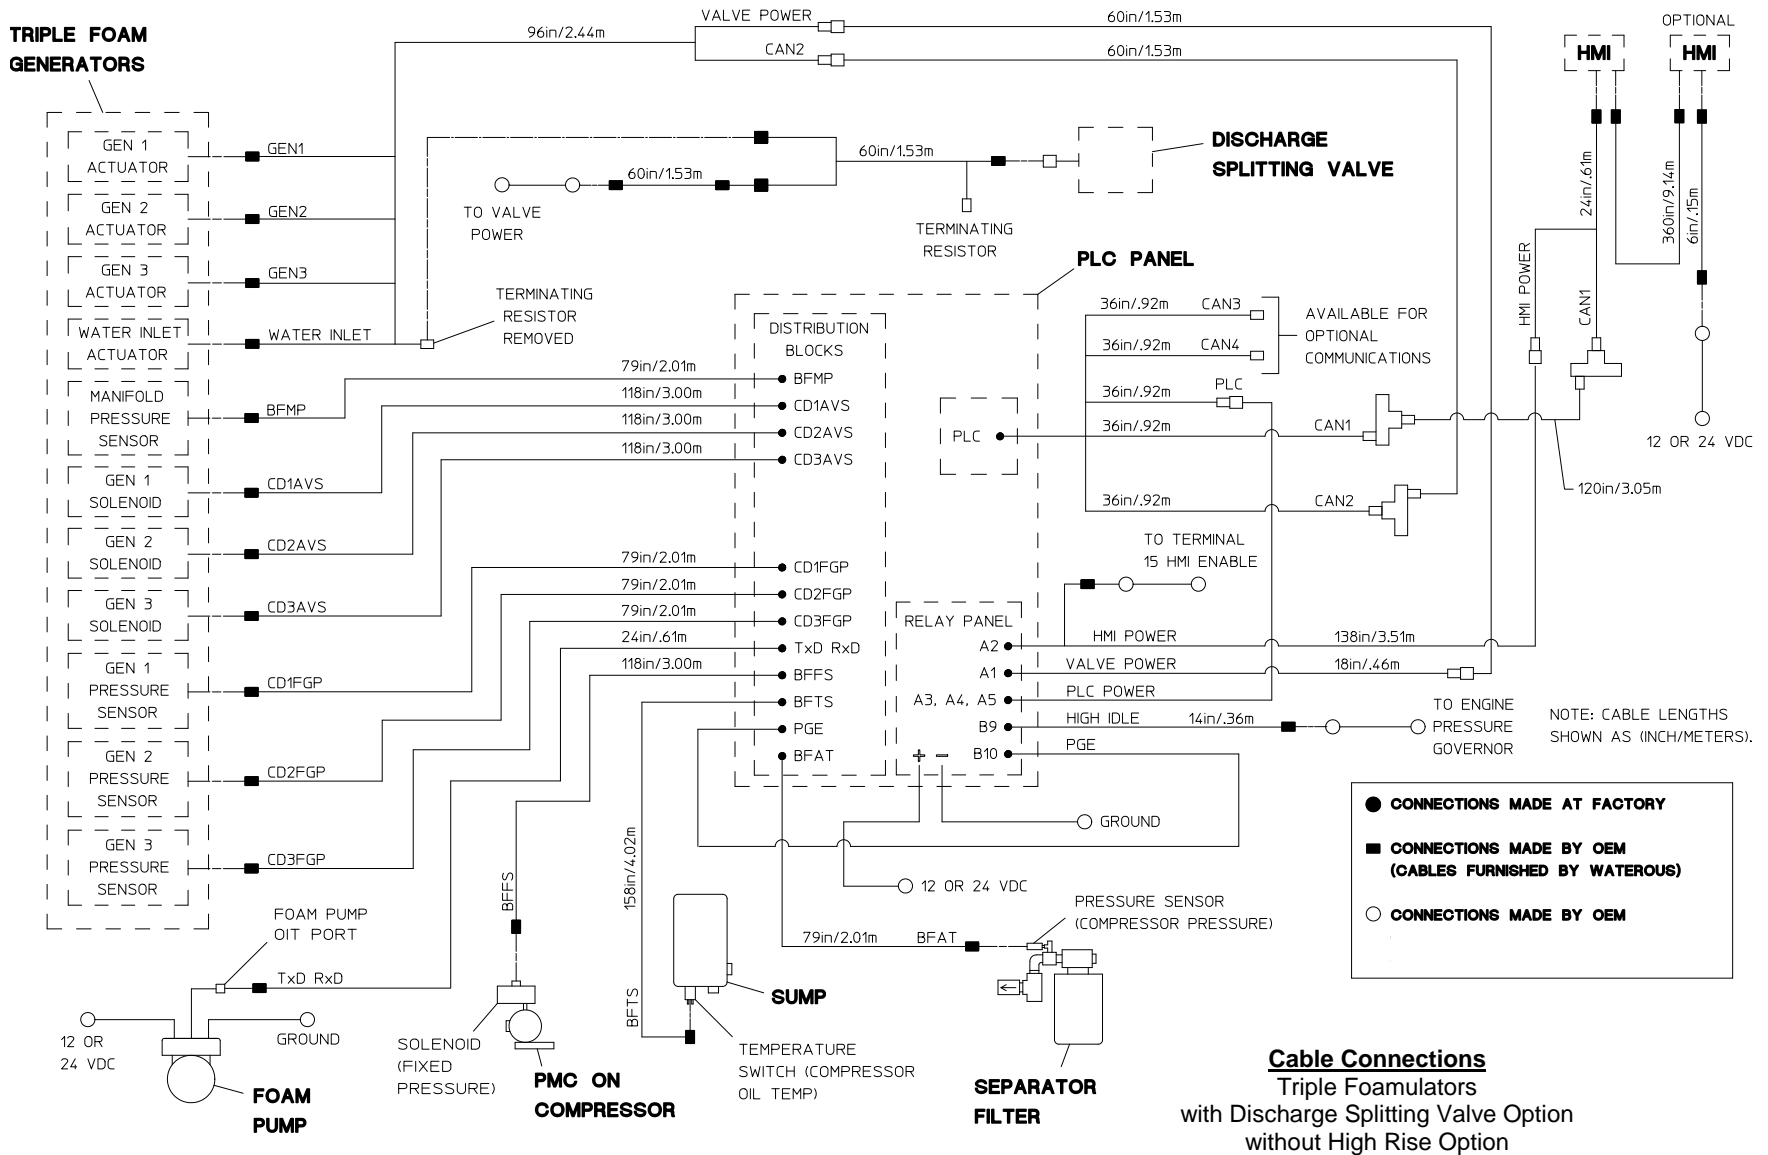 TRIPLE FOAM
GENERATORS
96in/2.44m
VALVE POWER
60in/1.53m
CAN2
60in/1.53m
OPTIONAL
HMI
HMI
GEN 1
ACTUATOR
GEN1
GEN 2
ACTUATOR
GEN2
GEN 3
ACTUATOR
GEN3
WATER INLET
ACTUATOR
WATER INLET
MANIFOLD
PRESSURE
SENSOR
BFMP
GEN 1
SOLENOID
CD1AVS
GEN 2
SOLENOID
CD2AVS
GEN 3
SOLENOID
CD3AVS
GEN 1
PRESSURE
SENSOR
CD1FGP
GEN 2
PRESSURE
SENSOR
CD2FGP
GEN 3
PRESSURE
SENSOR
CD3FGP
60in/1.53m
TO VALVE
POWER
60in/1.53m
TERMINATING
RESISTOR
DISCHARGE
SPLITTING VALVE
TERMINATING
RESISTOR
REMOVED
PLC PANEL
24in/.61m
360in/9.14m
6in/.15m
HMI POWER
CAN1
12 OR 24 VDC
DISTRIBUTION
BLOCKS
79in/2.01m
BFMP
118in/3.00m
CD1AVS
118in/3.00m
CD2AVS
118in/3.00m
CD3AVS
79in/2.01m
CD1FGP
79in/2.01m
CD2FGP
79in/2.01m
CD3FGP
24in/.61m
TxD RxD
118in/3.00m
BFFS
BFTS
PGE
BFAT
PLC
36in/.92m
CAN3
36in/.92m
CAN4
AVAILABLE FOR
OPTIONAL
COMMUNICATIONS
36in/.92m
PLC
36in/.92m
CAN1
36in/.92m
CAN2
120in/3.05m
TO TERMINAL
15 HMI ENABLE
RELAY PANEL
A2
HMI POWER
138in/3.51m
A1
VALVE POWER
18in/.46m
A3, A4, A5
PLC POWER
B9
HIGH IDLE
14in/.36m
TO ENGINE
PRESSURE
GOVERNOR
+ −
B10
PGE
NOTE: CABLE LENGTHS
SHOWN AS (INCH/METERS).
GROUND
12 OR 24 VDC
CONNECTIONS MADE AT FACTORY
CONNECTIONS MADE BY OEM
(CABLES FURNISHED BY WATEROUS)
CONNECTIONS MADE BY OEM
FOAM PUMP
OIT PORT
TxD RxD
12 OR
24 VDC
GROUND
FOAM
PUMP
BFFS
SOLENOID
(FIXED
PRESSURE)
PMC ON
COMPRESSOR
158in/4.02m
BFTS
SUMP
TEMPERATURE
SWITCH (COMPRESSOR
OIL TEMP)
79in/2.01m
BFAT
PRESSURE SENSOR
(COMPRESSOR PRESSURE)
SEPARATOR
FILTER
Cable Connections
Triple Foamulators
with Discharge Splitting Valve Option
without High Rise Option